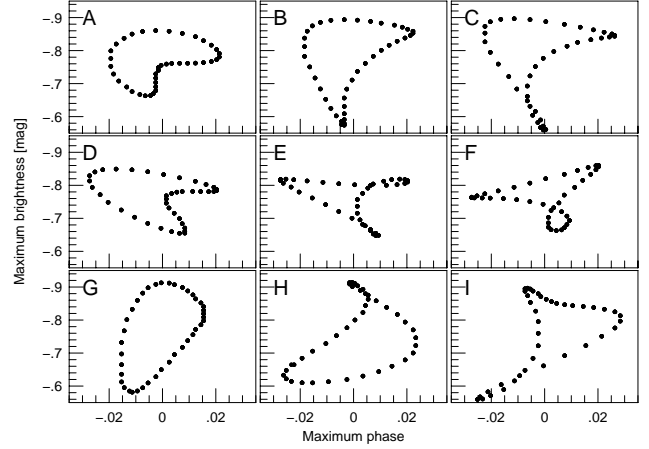 A
B
C
-.9
-.8
-.7
-.6
D
E
F
-.9
-.8
-.7
-.6
G
H
I
-.9
-.8
-.7
-.6
-.02 0 .02 -.02 0 .02 -.02 0 .02
Maximum phase
Maximum brightness [mag]